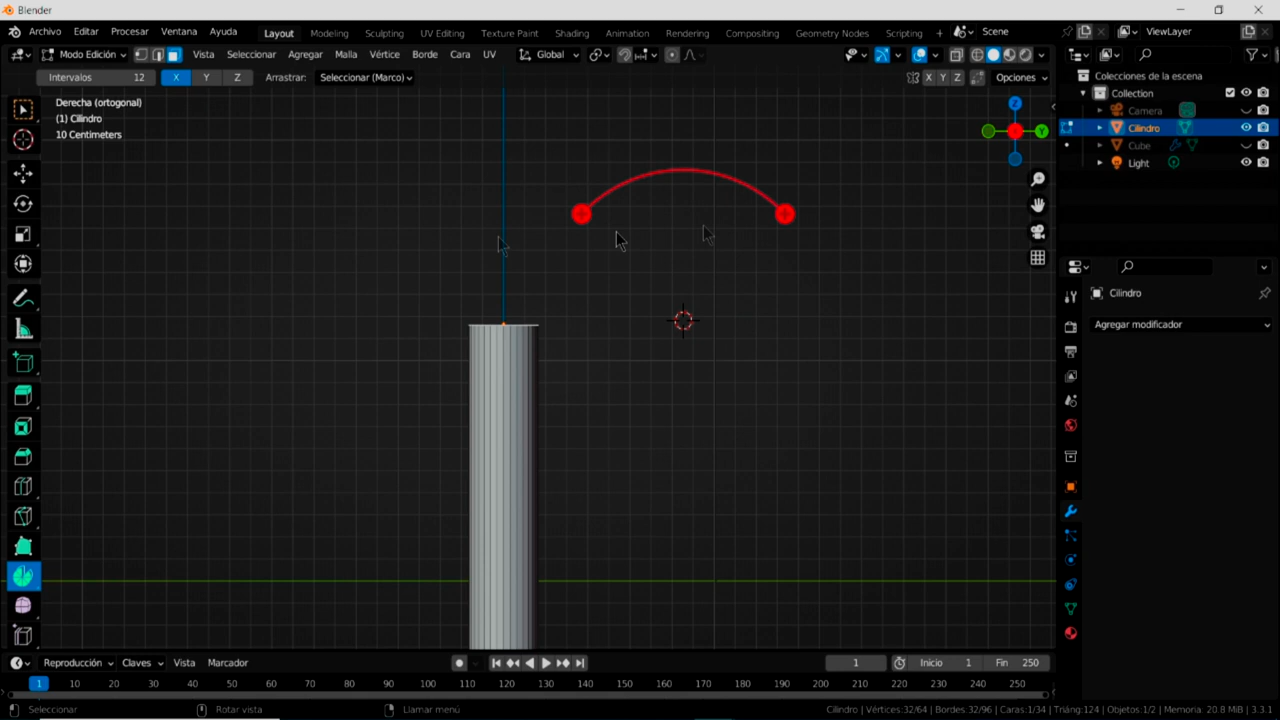 Blender
Archivo Editar Procesar Ventana Ayuda Layout Modeling Sculpting UV Editing Texture Paint Shading Animation Rendering Compositing Geometry Nodes Scripting + Scene ViewLayer
Modo Edición Vista Seleccionar Agregar Malla Vértice Borde Cara UV Global
Intervalos 12 X Y Z Arrastrar: Seleccionar (Marco) X Y Z Opciones
Colecciones de la escena
Collection
Camera
Cilindro
Cube
Light
Derecha (ortogonal)
(1) Cilindro
10 Centimeters
Z
Y
Cilindro
Agregar modificador
Reproducción Claves Vista Marcador 1 Inicio 1 Fin 250
1 10 20 30 40 50 60 70 80 90 100 110 120 130 140 150 160 170 180 190 200 210 220 230 240 250
Seleccionar Rotar vista Llamar menú Cilindro | Vértices:32/64 | Bordes:32/96 | Caras:1/34 | Triáng:124 | Objetos:1/2 | Memoria: 20.8 MiB | 3.3.1